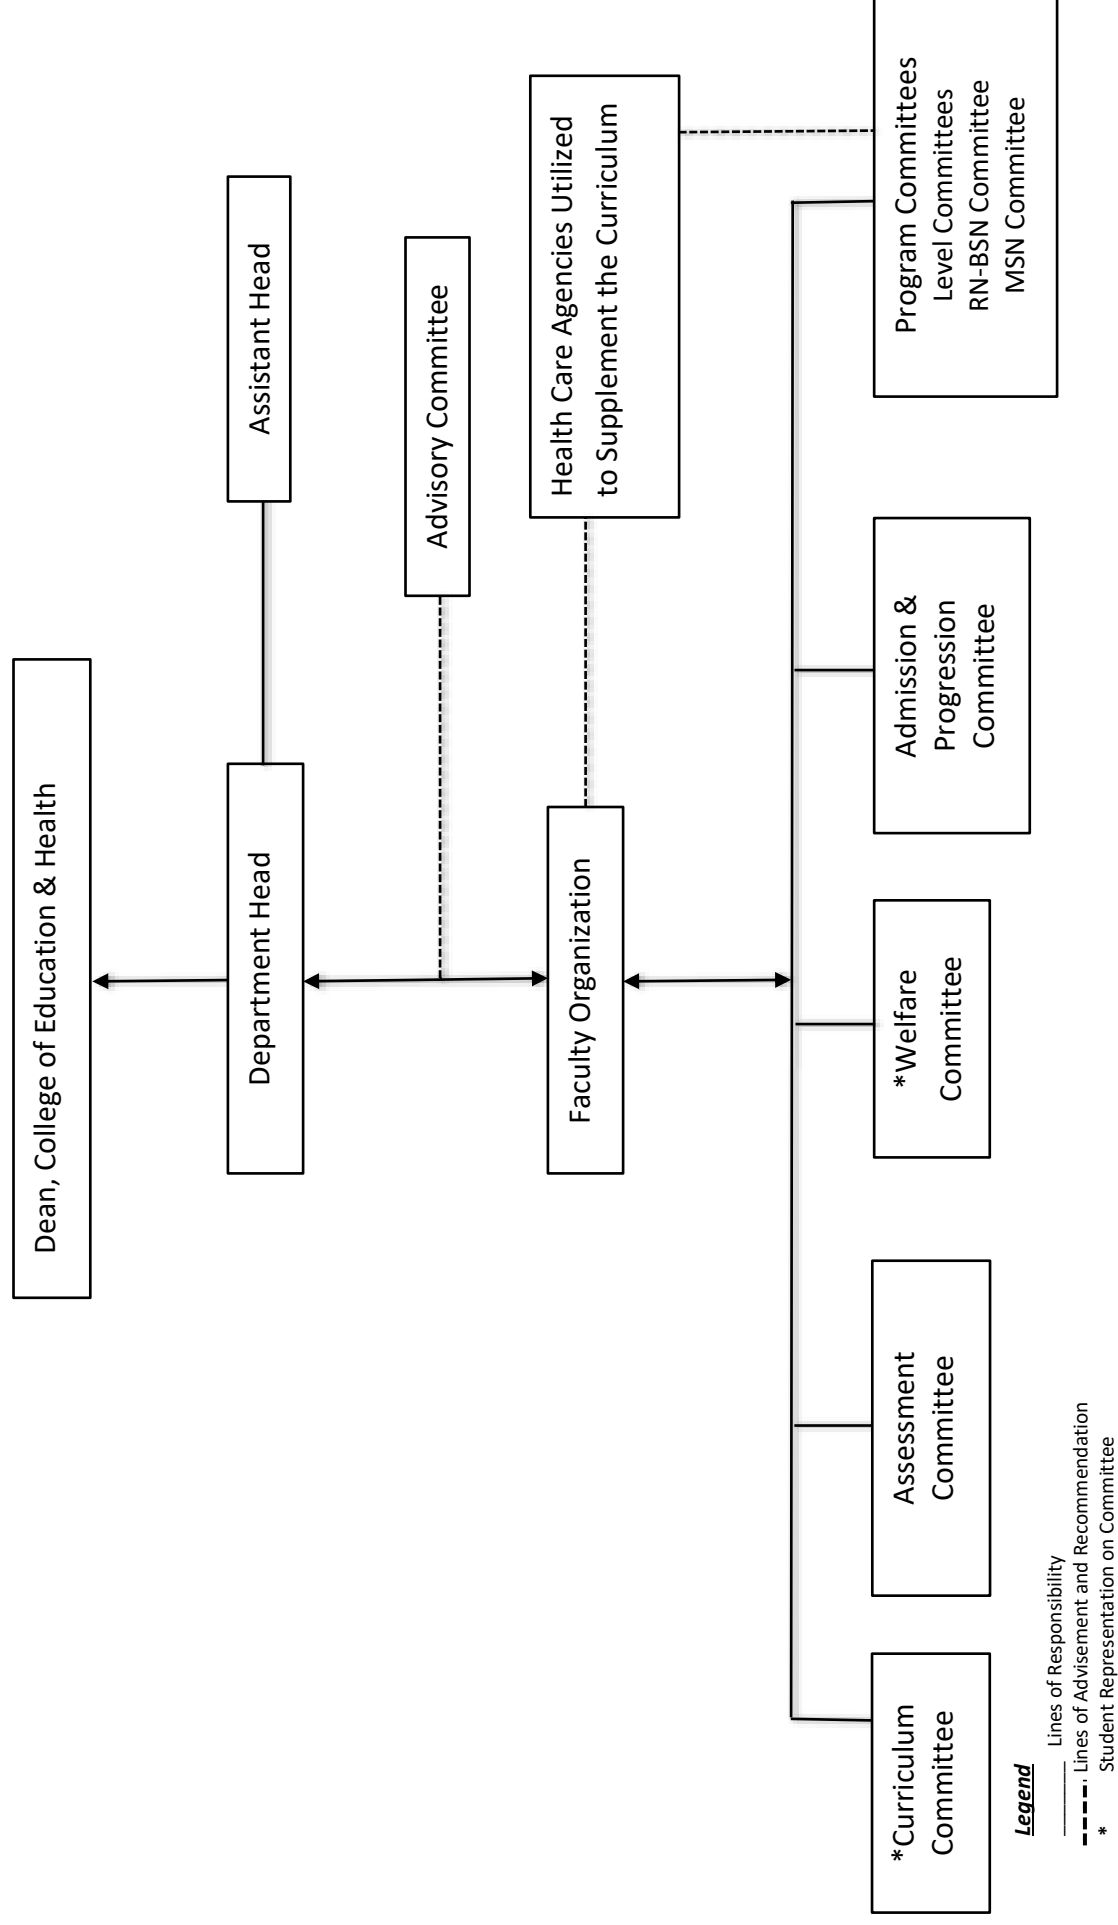 Dean, College of Education & Health
Department Head
Assistant Head
Advisory Committee
Faculty Organization
Health Care Agencies Utilized
to Supplement the Curriculum
*Curriculum
Committee
Assessment
Committee
*Welfare
Committee
Admission &
Progression
Committee
Program Committees
Level Committees
RN-BSN Committee
MSN Committee
Legend
Lines of Responsibility
Lines of Advisement and Recommendation
* Student Representation on Committee